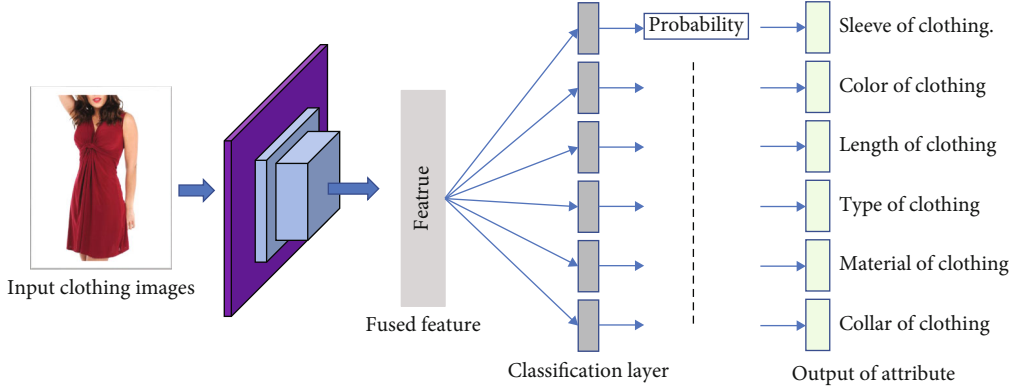 Input clothing images
Featrue
Fused feature
Classification layer
Probability
Sleeve of clothing.
Color of clothing
Length of clothing
Type of clothing
Material of clothing
Collar of clothing
Output of attribute